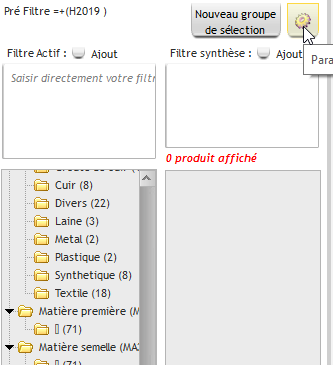 Pré Filtre =+(H2019 )
Nouveau groupe
de sélection
Filtre Actif : Ajout
Filtre synthèse : Ajout
Para
Saisir directement votre filtr
0 produit affiché
Cuir (8)
Divers (22)
Laine (3)
Metal (2)
Plastique (2)
Synthetique (8)
Textile (18)
Matière première (M
[] (71)
Matière semelle (MA